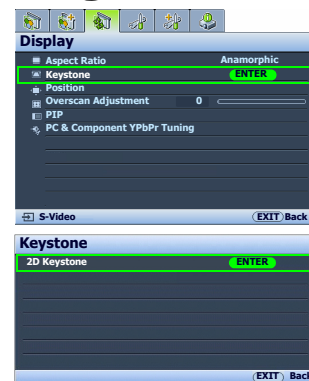 Display
Aspect Ratio Anamorphic
Keystone ENTER
Position
Overscan Adjustment 0
PIP
PC & Component YPbPr Tuning
S-Video EXIT Back
Keystone
2D Keystone ENTER
EXIT Back